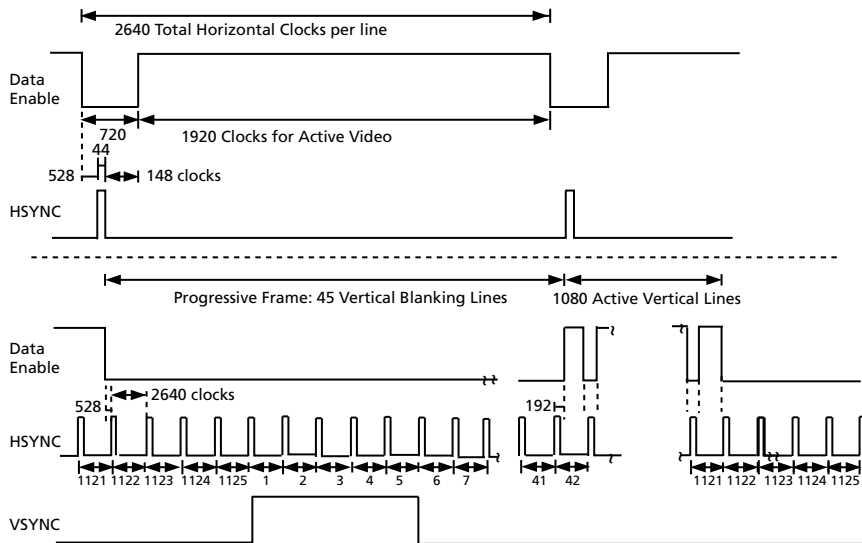 2640 Total Horizontal Clocks per line
Data
Enable
720
1920 Clocks for Active Video
44
528
148 clocks
HSYNC
Progressive Frame: 45 Vertical Blanking Lines
1080 Active Vertical Lines
Data
Enable
2640 clocks
528
192
HSYNC
1121 1122 1123 1124 1125 1 2 3 4 5 6 7 41 42 1121 1122 1123 1124 1125
VSYNC